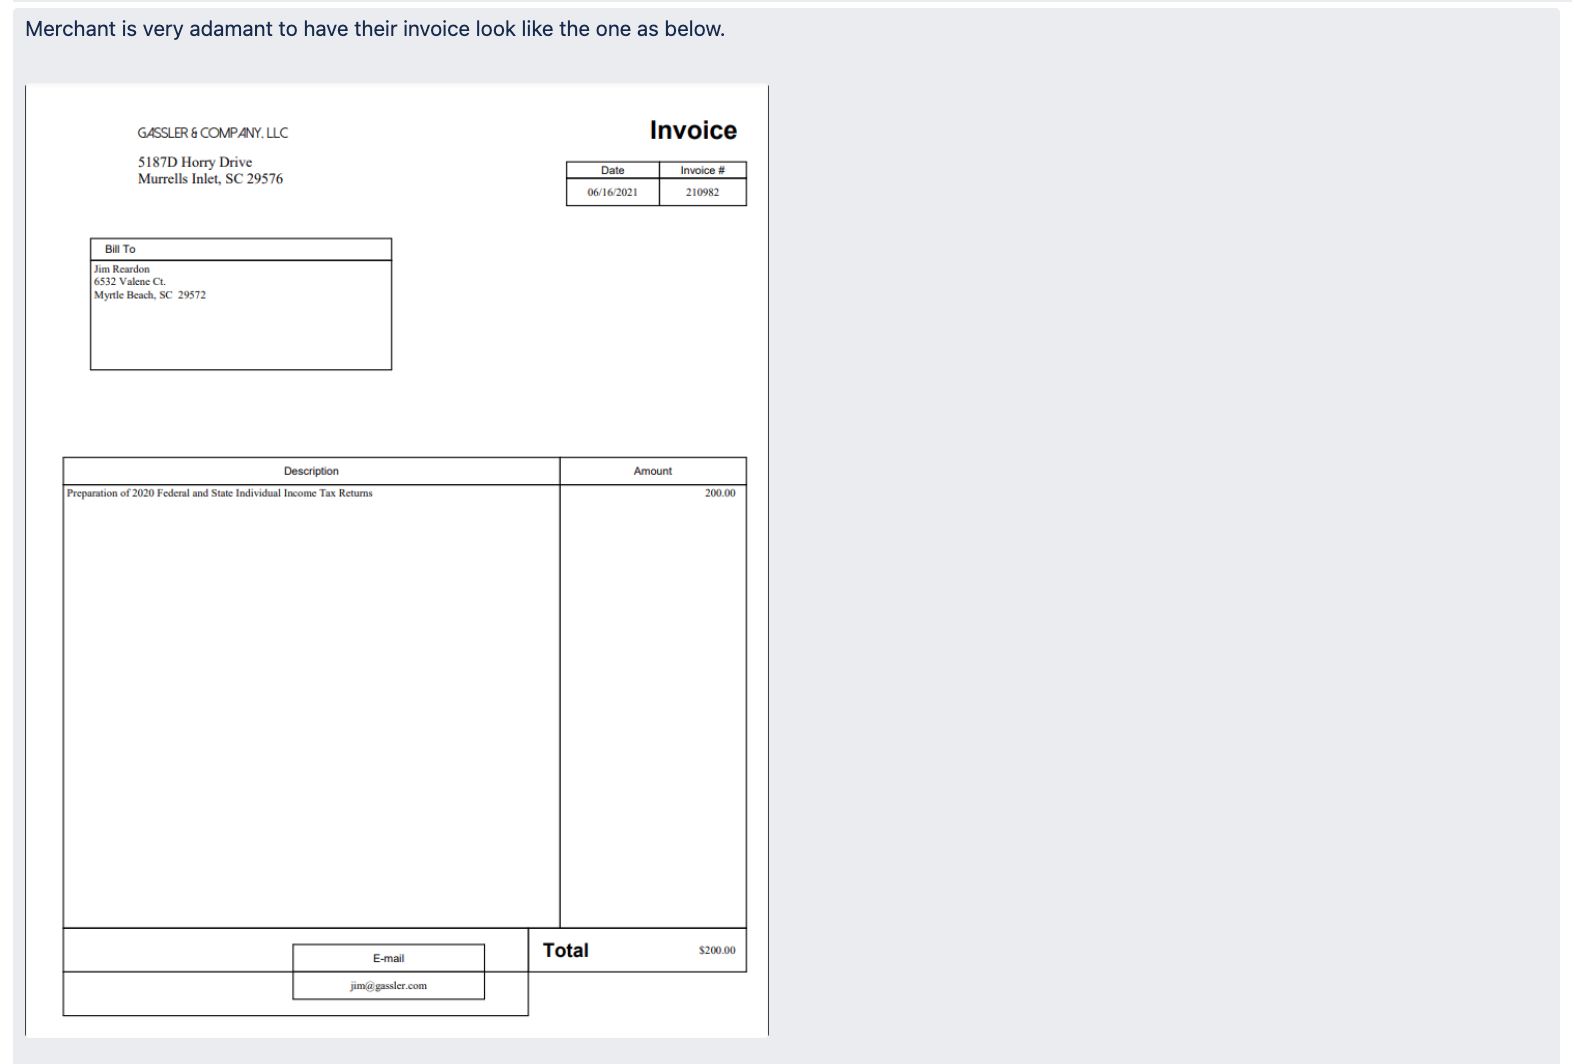 Merchant is very adamant to have their invoice look like the one as below.
GASSLER & COMPANY, LLC
5187D Horry Drive
Murrells Inlet, SC 29576
Invoice
Date Invoice #
06/16/2021 210982
Bill To
Jim Reardon
6532 Valene Ct.
Myrtle Beach, SC 29572
Description Amount
Preparation of 2020 Federal and State Individual Income Tax Returns 200.00
Total $200.00
E-mail
jim@gassler.com